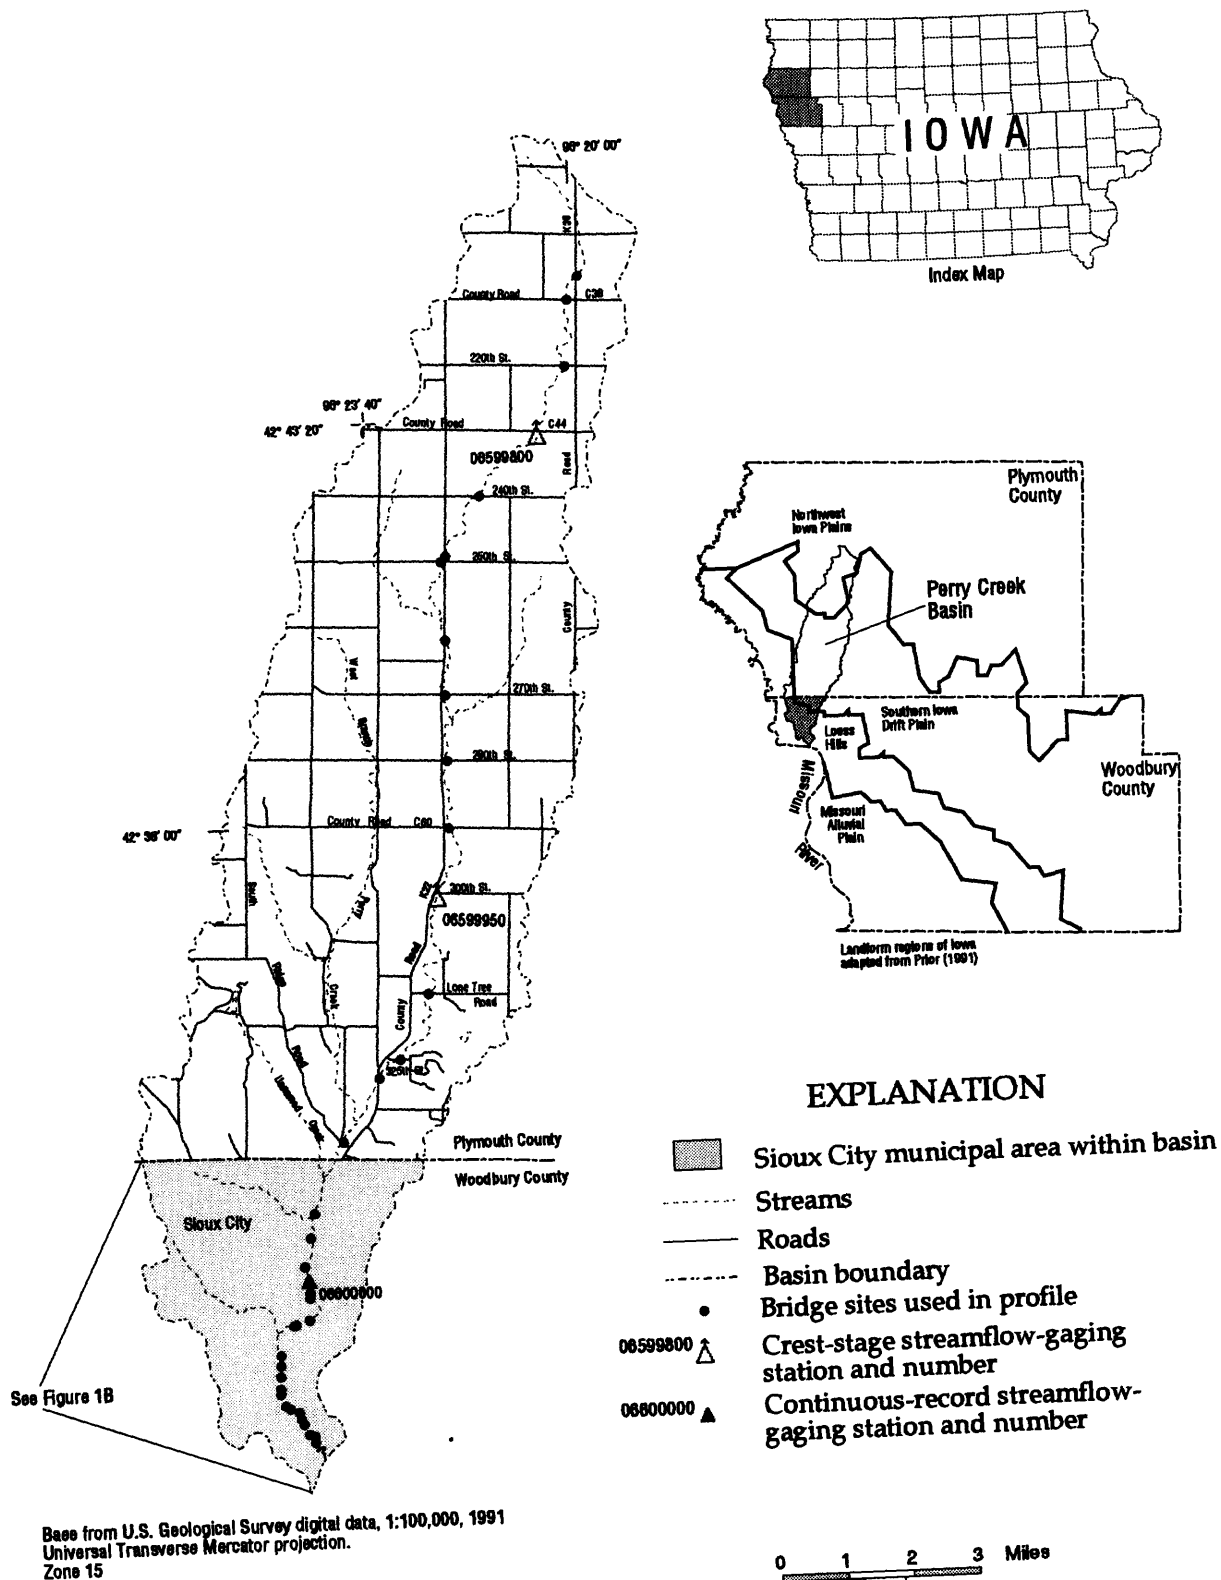 IOWA
Index Map
96° 20' 00"
K38
County Road
C38
220th St.
96° 23' 40"
42° 43' 20"
County Road
C44
06599800
Road
240th St.
250th St.
County
West
270th St.
280th St.
42° 36' 00"
County Road
C60
Perry
300th St.
06599950
South
Road
Ridge
Creek
Lone Tree
Road
County
Road
325th St.
Creek
Plymouth County
Woodbury County
Sioux City
06600000
See Figure 1B
Base from U.S. Geological Survey digital data, 1:100,000, 1991
Universal Transverse Mercator projection.
Zone 15
Plymouth
County
Northwest
Iowa Plains
Perry Creek
Basin
Southern Iowa
Drift Plain
Loess
Hills
Woodbury
County
Missouri
River
Missouri
Alluvial
Plain
Landform regions of Iowa
adapted from Prior (1991)
EXPLANATION
Sioux City municipal area within basin
Streams
Roads
Basin boundary
Bridge sites used in profile
06599800
Crest-stage streamflow-gaging
station and number
06600000
Continuous-record streamflow-
gaging station and number
0 1 2 3 Miles